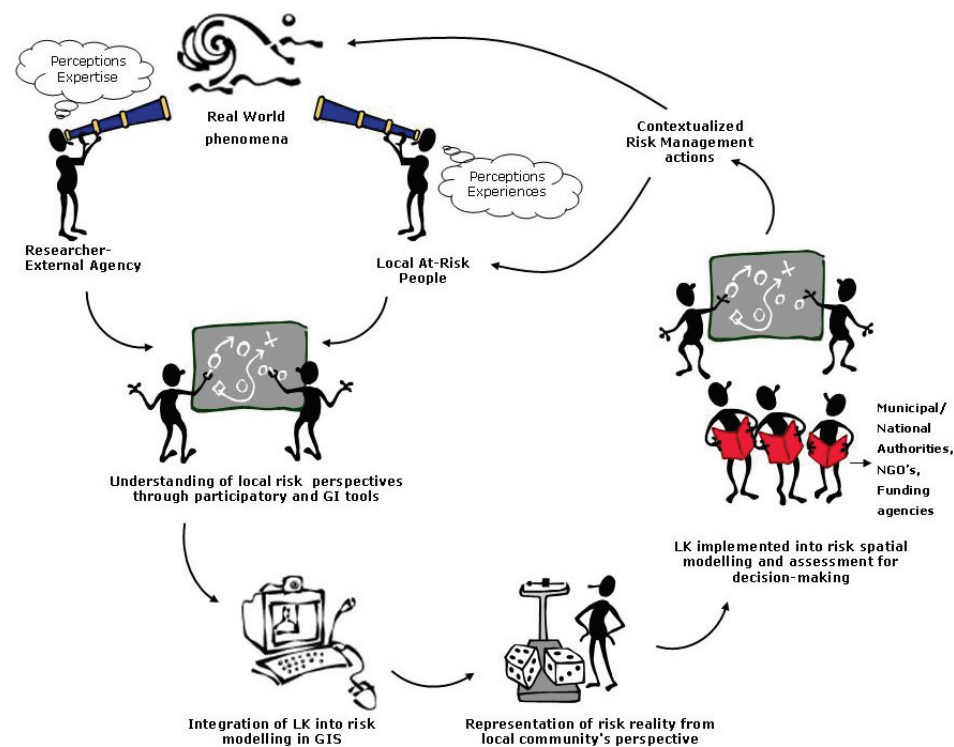 Perceptions
Expertise
Real World
phenomena
Perceptions
Experiences
Contextualized
Risk Management
actions
Researcher-
External Agency
Local At-Risk
People
Understanding of local risk perspectives
through participatory and GI tools
Municipal/
National
Authorities,
NGO's,
Funding
agencies
LK implemented into risk spatial
modelling and assessment for
decision-making
Integration of LK into risk
modelling in GIS
Representation of risk reality from
local community's perspective